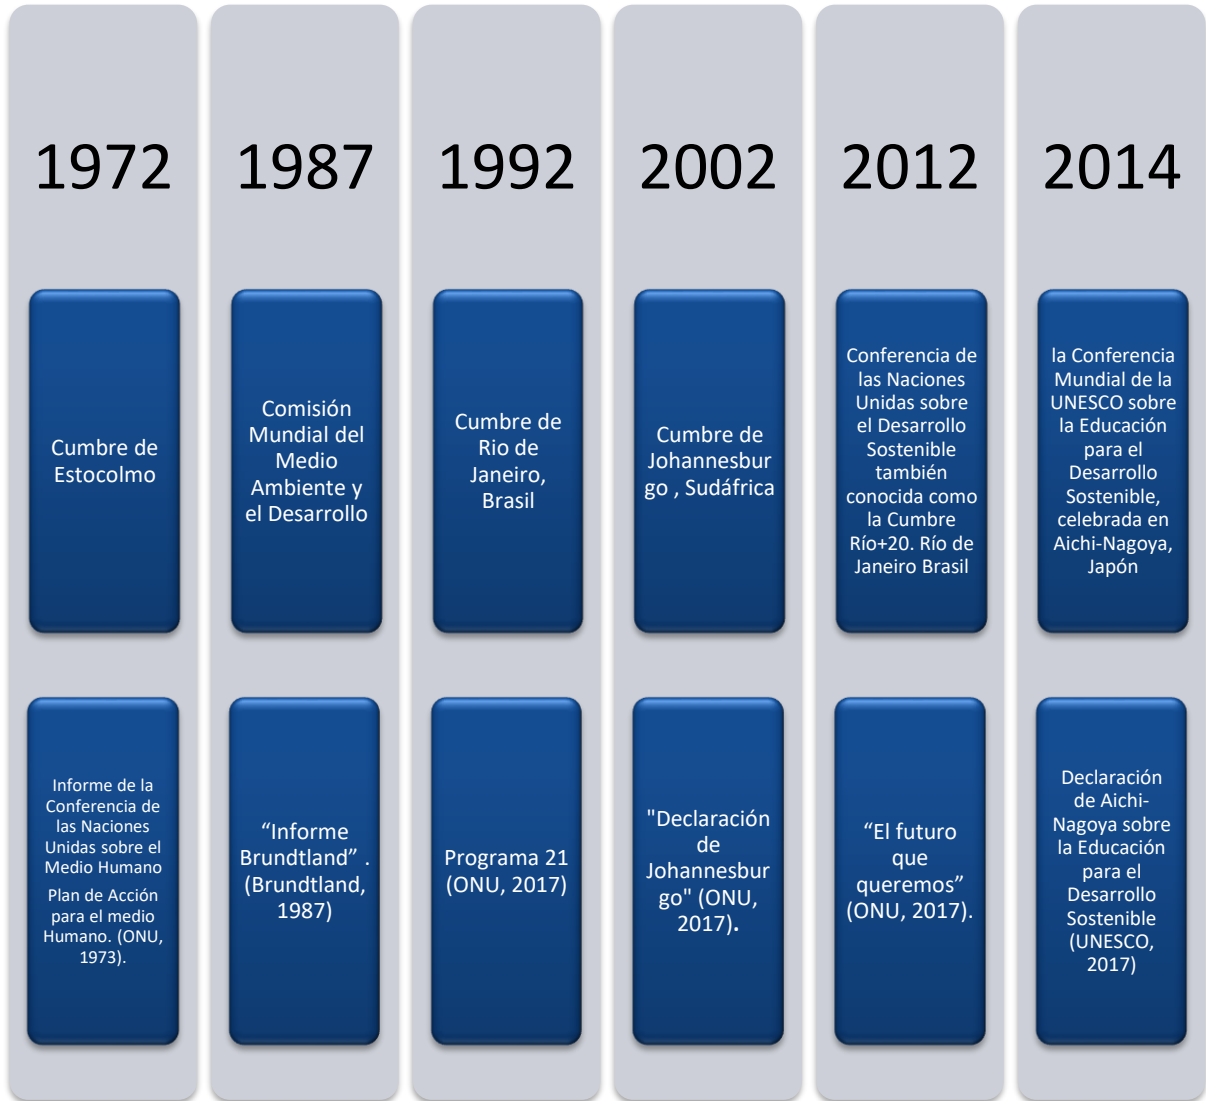 1972
Cumbre de
Estocolmo
Informe de la
Conferencia de
las Naciones
Unidas sobre el
Medio Humano
Plan de Acción
para el medio
Humano. (ONU,
1973).
1987
Comisión
Mundial del
Medio
Ambiente y
el Desarrollo
“Informe
Brundtland” .
(Brundtland,
1987)
1992
Cumbre de
Rio de
Janeiro,
Brasil
Programa 21
(ONU, 2017)
2002
Cumbre de
Johannesbur
go , Sudáfrica
"Declaración
de
Johannesbur
go" (ONU,
2017).
2012
Conferencia de
las Naciones
Unidas sobre
el Desarrollo
Sostenible
también
conocida como
la Cumbre
Río+20. Río de
Janeiro Brasil
“El futuro
que
queremos”
(ONU, 2017).
2014
la Conferencia
Mundial de la
UNESCO sobre
la Educación
para el
Desarrollo
Sostenible,
celebrada en
Aichi-Nagoya,
Japón
Declaración
de Aichi-
Nagoya sobre
la Educación
para el
Desarrollo
Sostenible
(UNESCO,
2017)